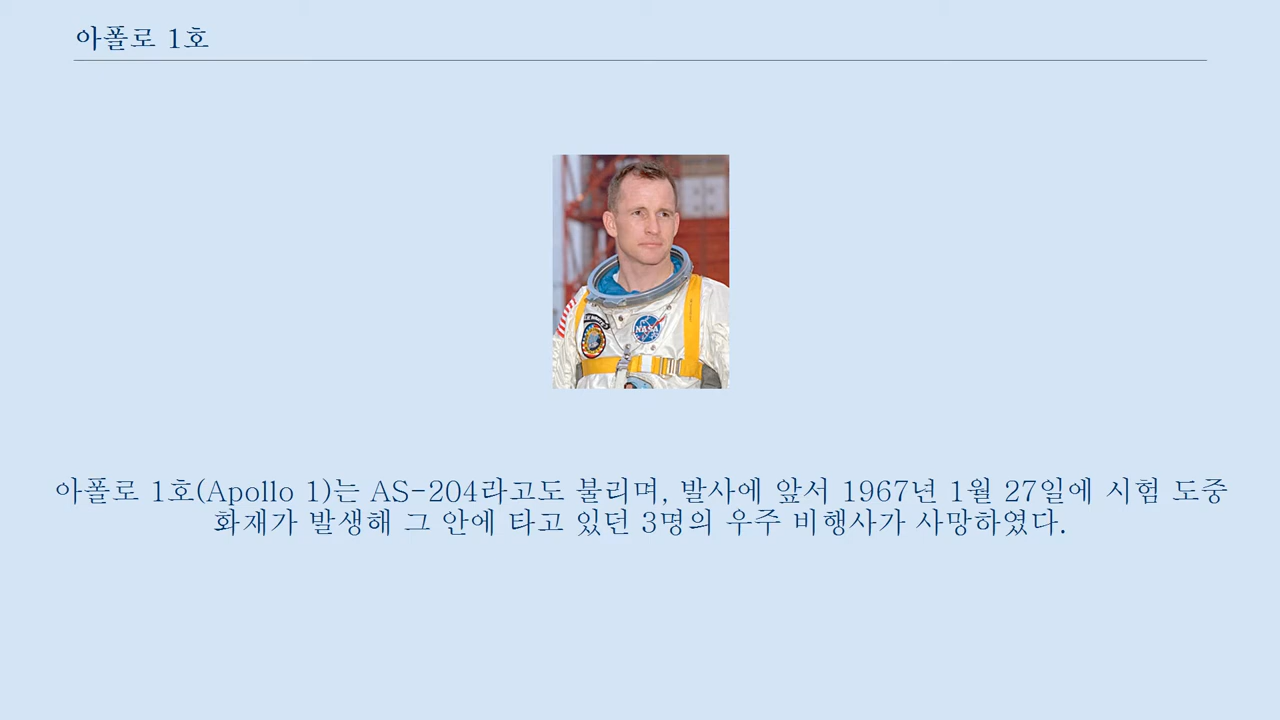 아폴로 1호
NASA
아폴로 1호(Apollo 1)는 AS-204라고도 불리며, 발사에 앞서 1967년 1월 27일에 시험 도중
화재가 발생해 그 안에 타고 있던 3명의 우주 비행사가 사망하였다.